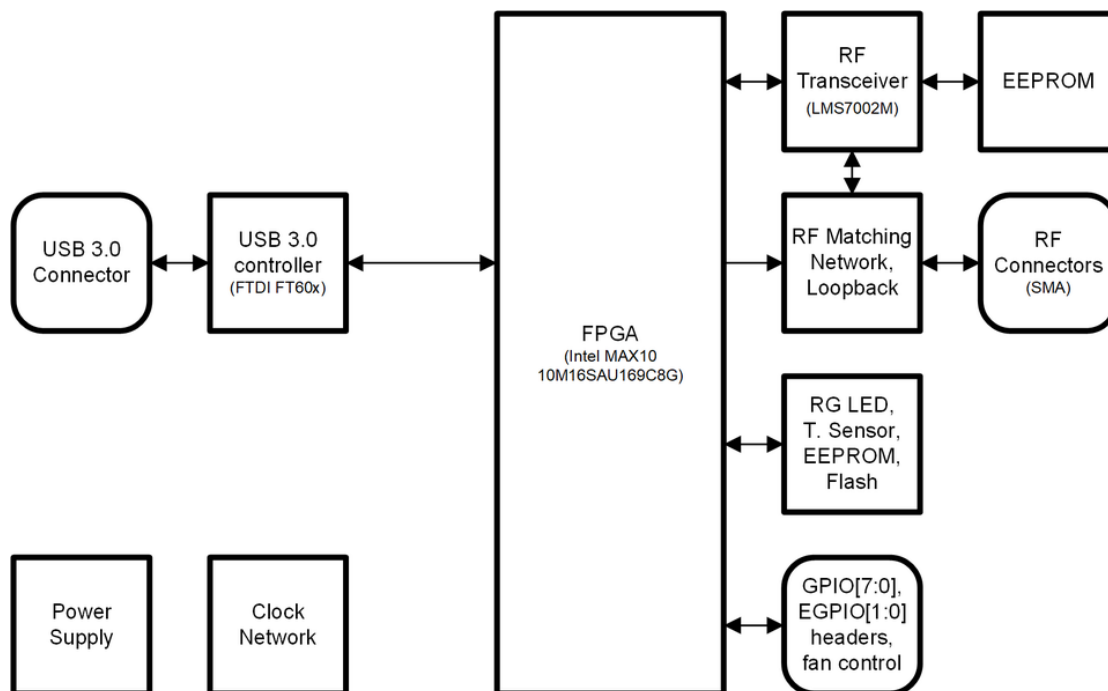 RF
Transceiver
(LMS7002M)
EEPROM
USB 3.0
Connector
USB 3.0
controller
(FTDI FT60x)
RF Matching
Network,
Loopback
RF
Connectors
(SMA)
FPGA
(Intel MAX10
10M16SAU169C8G)
RG LED,
T. Sensor,
EEPROM,
Flash
Power
Supply
Clock
Network
GPIO[7:0],
EGPIO[1:0]
headers,
fan control